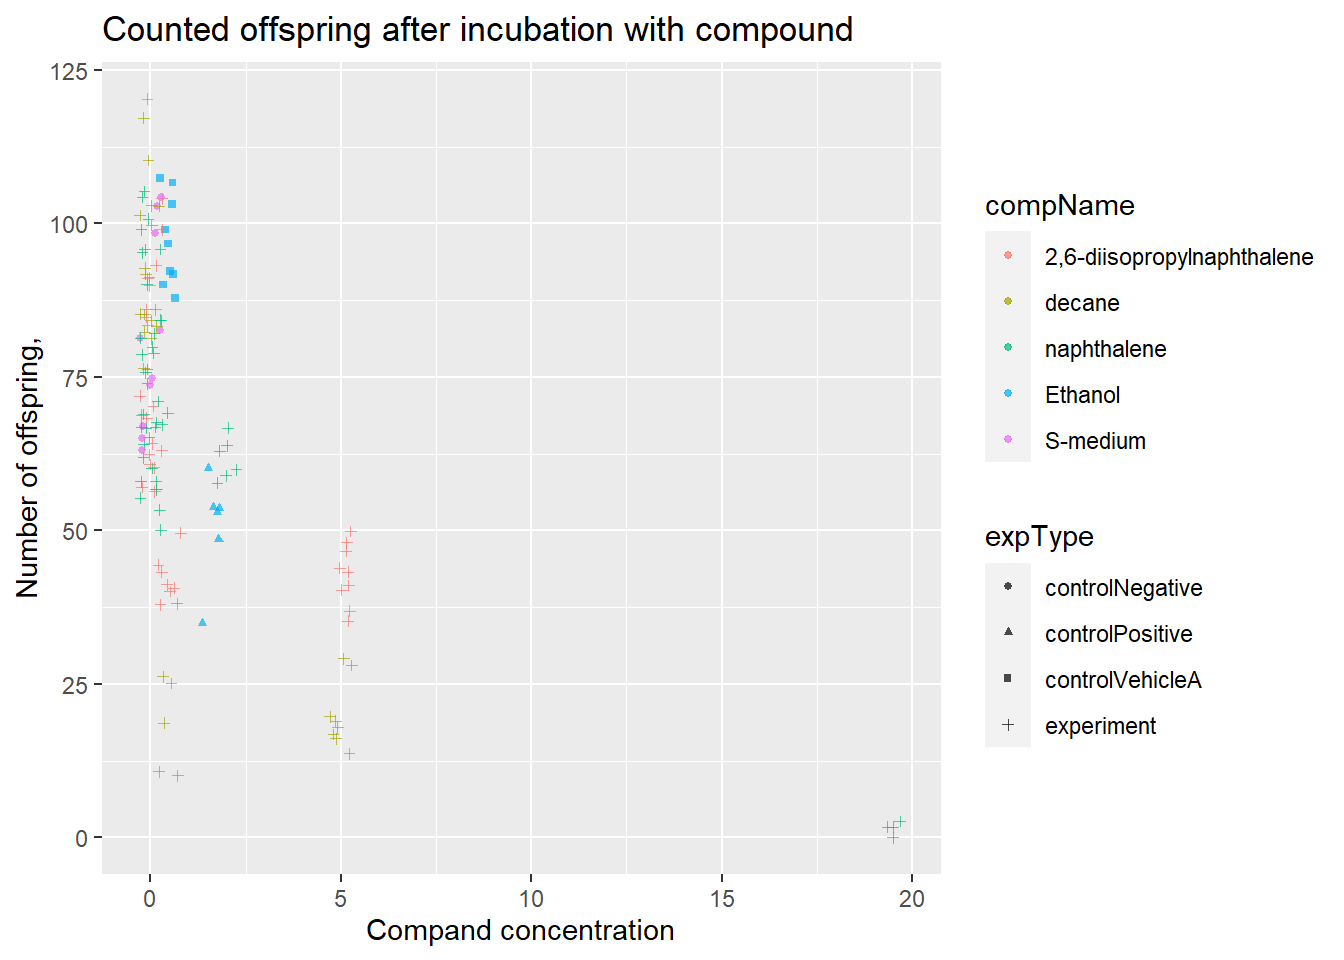 Counted offspring after incubation with compound
Number of offspring,
125
100
75
50
25
0
0 5 10 15 20
Compand concentration
compName
2,6-diisopropylnaphthalene
decane
naphthalene
Ethanol
S-medium
expType
controlNegative
controlPositive
controlVehicleA
experiment